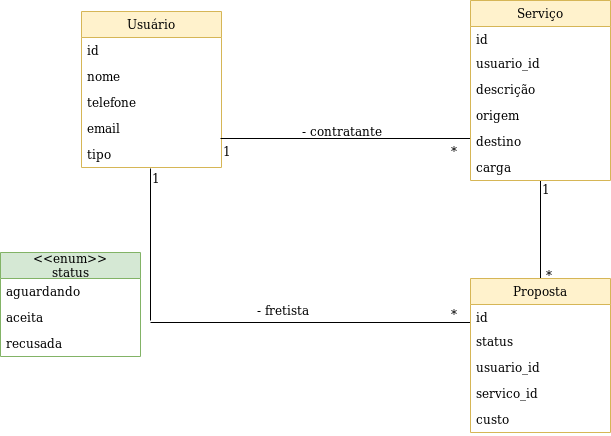 Usuário
id
nome
telefone
email
tipo
Serviço
id
usuario_id
descrição
origem
destino
carga
- contratante
1
*
1
1
*
<<enum>>
status
aguardando
aceita
recusada
- fretista
*
Proposta
id
status
usuario_id
servico_id
custo